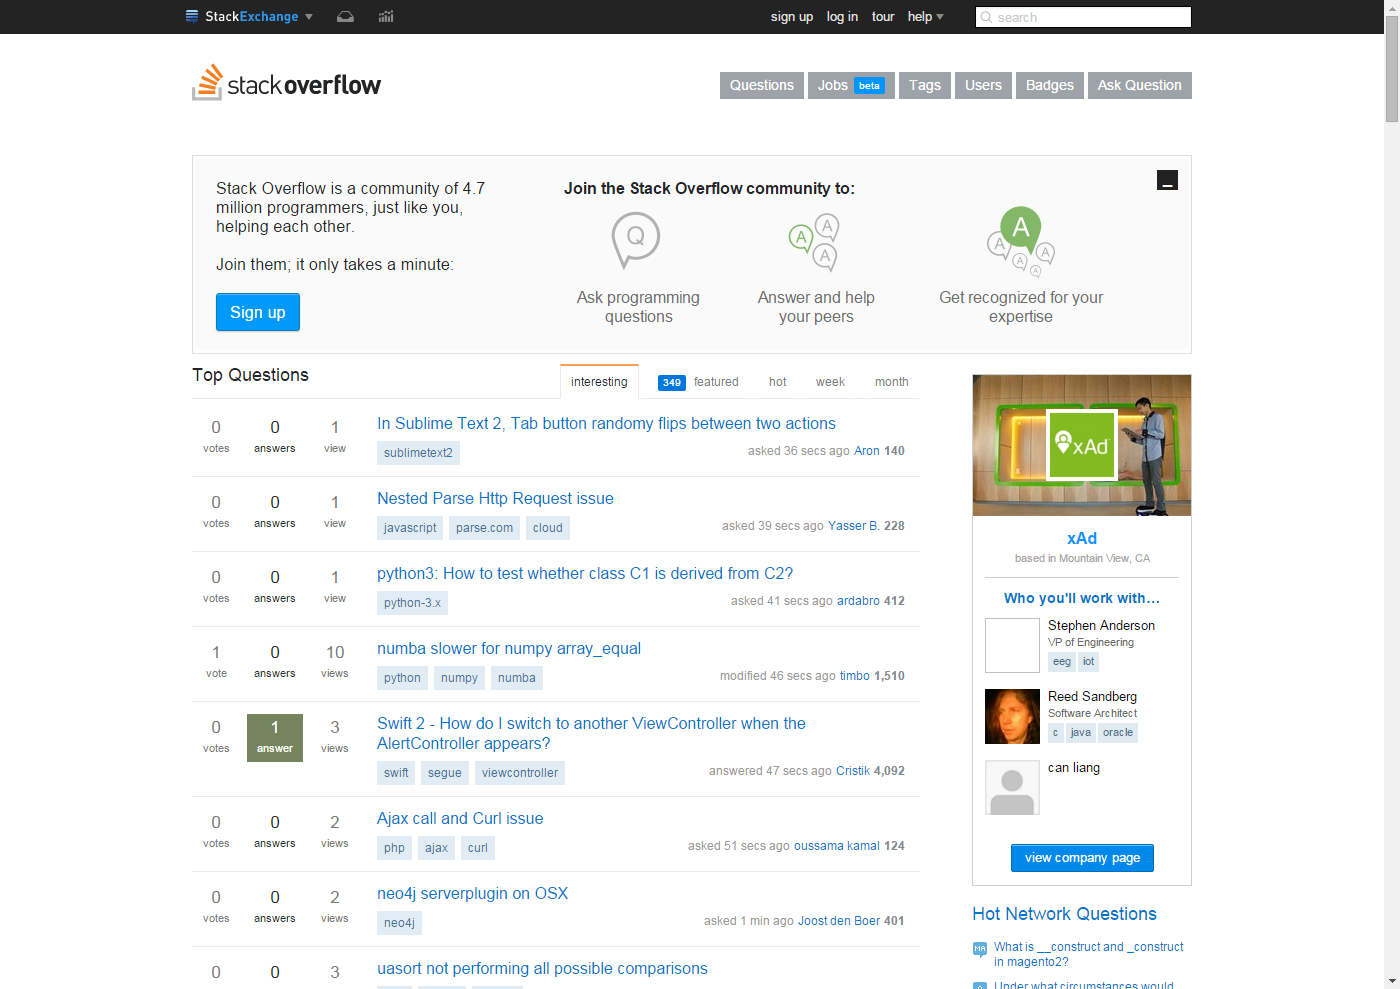 StackExchange
sign up log in tour help
search
stackoverflow
Questions
Jobs beta
Tags
Users
Badges
Ask Question
Stack Overflow is a community of 4.7
million programmers, just like you,
helping each other.
Join them; it only takes a minute:
Sign up
Join the Stack Overflow community to:
Q
Ask programming
questions
A
A
A
Answer and help
your peers
A
A
A
A
A
Get recognized for your
expertise
Top Questions
interesting
349 featured
hot
week
month
0 votes
0 answers
1 view
In Sublime Text 2, Tab button randomy flips between two actions
sublimetext2
asked 36 secs ago Aron 140
0 votes
0 answers
1 view
Nested Parse Http Request issue
javascript parse.com cloud
asked 39 secs ago Yasser B. 228
0 votes
0 answers
1 view
python3: How to test whether class C1 is derived from C2?
python-3.x
asked 41 secs ago ardabro 412
1 vote
0 answers
10 views
numba slower for numpy array_equal
python numpy numba
modified 46 secs ago timbo 1,510
0 votes
1 answer
3 views
Swift 2 - How do I switch to another ViewController when the
AlertController appears?
swift segue viewcontroller
answered 47 secs ago Cristik 4,092
0 votes
0 answers
2 views
Ajax call and Curl issue
php ajax curl
asked 51 secs ago oussama kamal 124
0 votes
0 answers
2 views
neo4j serverplugin on OSX
neo4j
asked 1 min ago Joost den Boer 401
0
0
3
uasort not performing all possible comparisons
xAd
xAd
based in Mountain View, CA
Who you'll work with...
Stephen Anderson
VP of Engineering
eeg iot
Reed Sandberg
Software Architect
c java oracle
can liang
view company page
Hot Network Questions
MA
What is __construct and _construct
in magento2?
Under what circumstances would